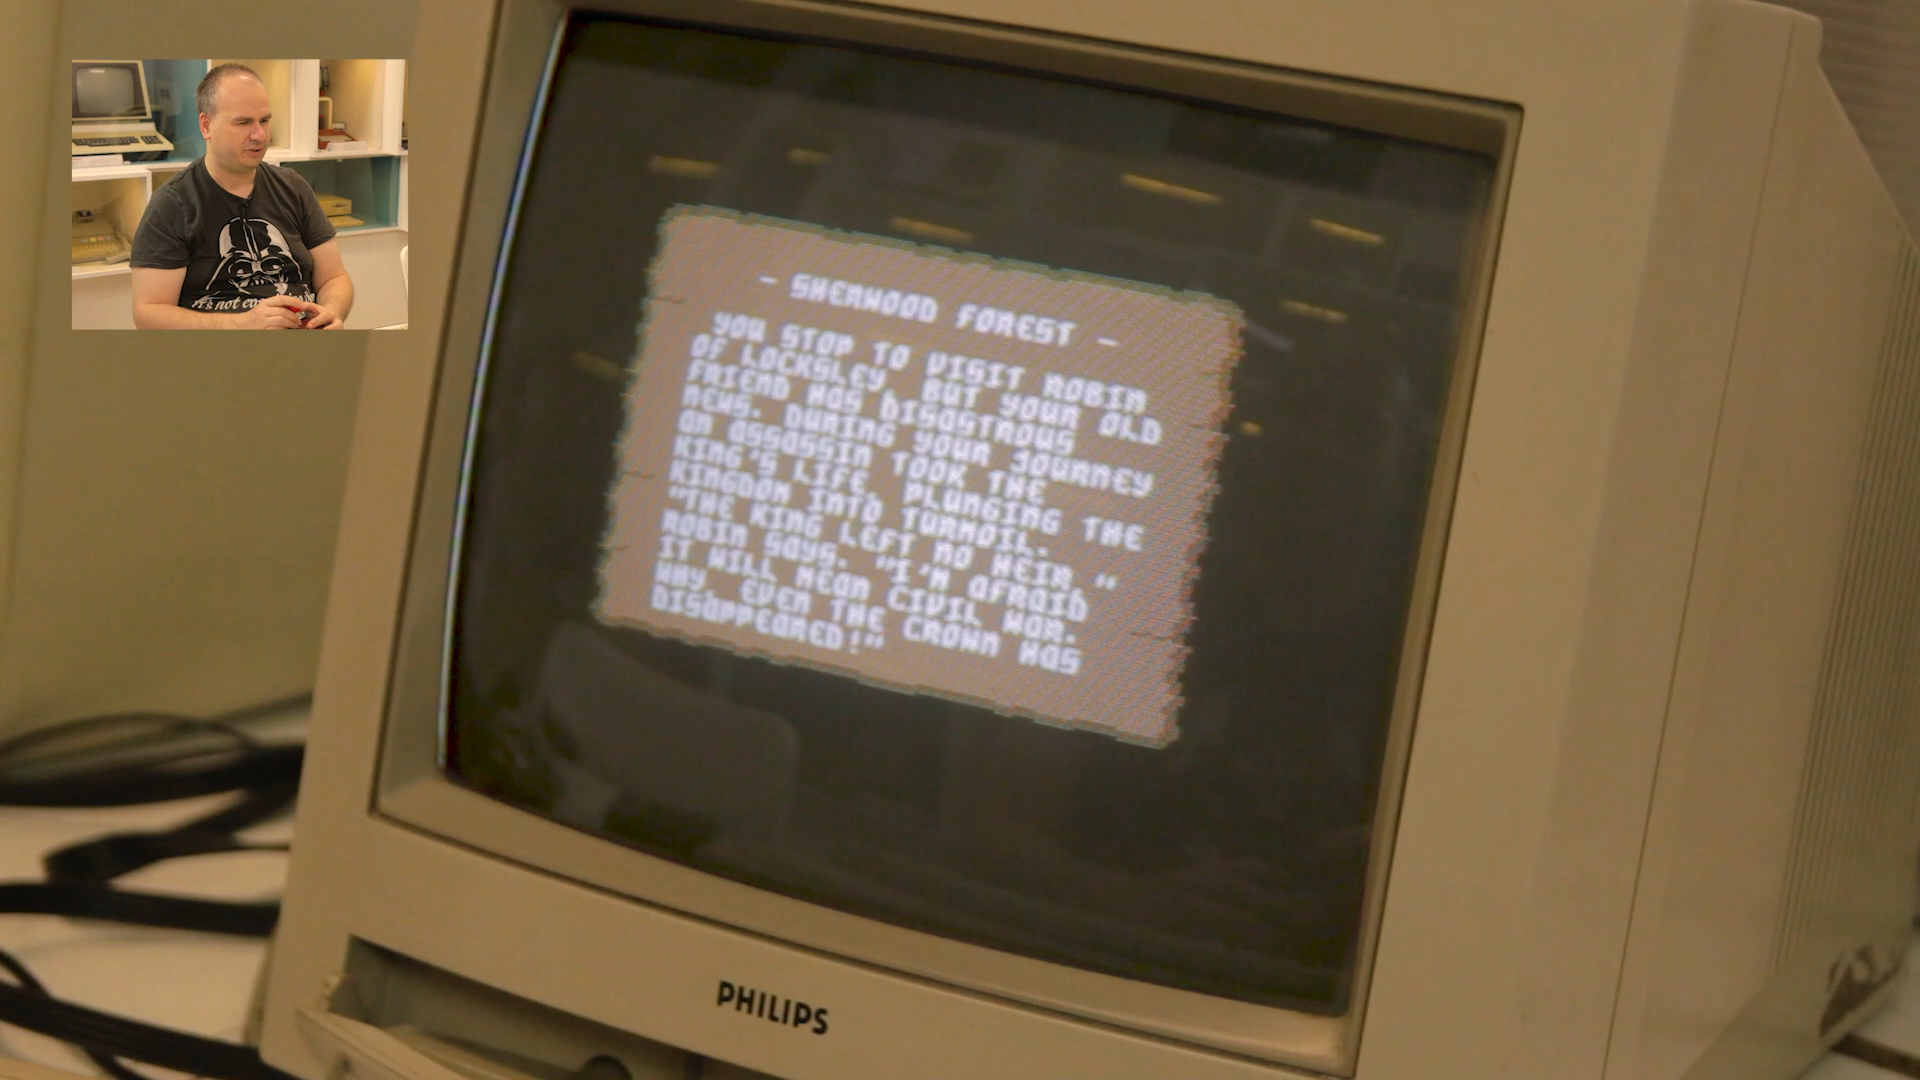 - SHERWOOD FOREST -
YOU STOP TO VISIT ROBIN
OF LOCKSLEY, BUT YOUR OLD
FRIEND HAS DISASTROUS
NEWS. DURING YOUR JOURNEY
AN ASSASSIN TOOK THE
KING'S LIFE, PLUNGING THE
KINGDOM INTO TURMOIL.
"THE KING LEFT NO HEIR,"
ROBIN SAYS. "I'M AFRAID
IT WILL MEAN CIVIL WAR.
WHY, EVEN THE CROWN HAS
DISAPPEARED!"
PHILIPS
it's not